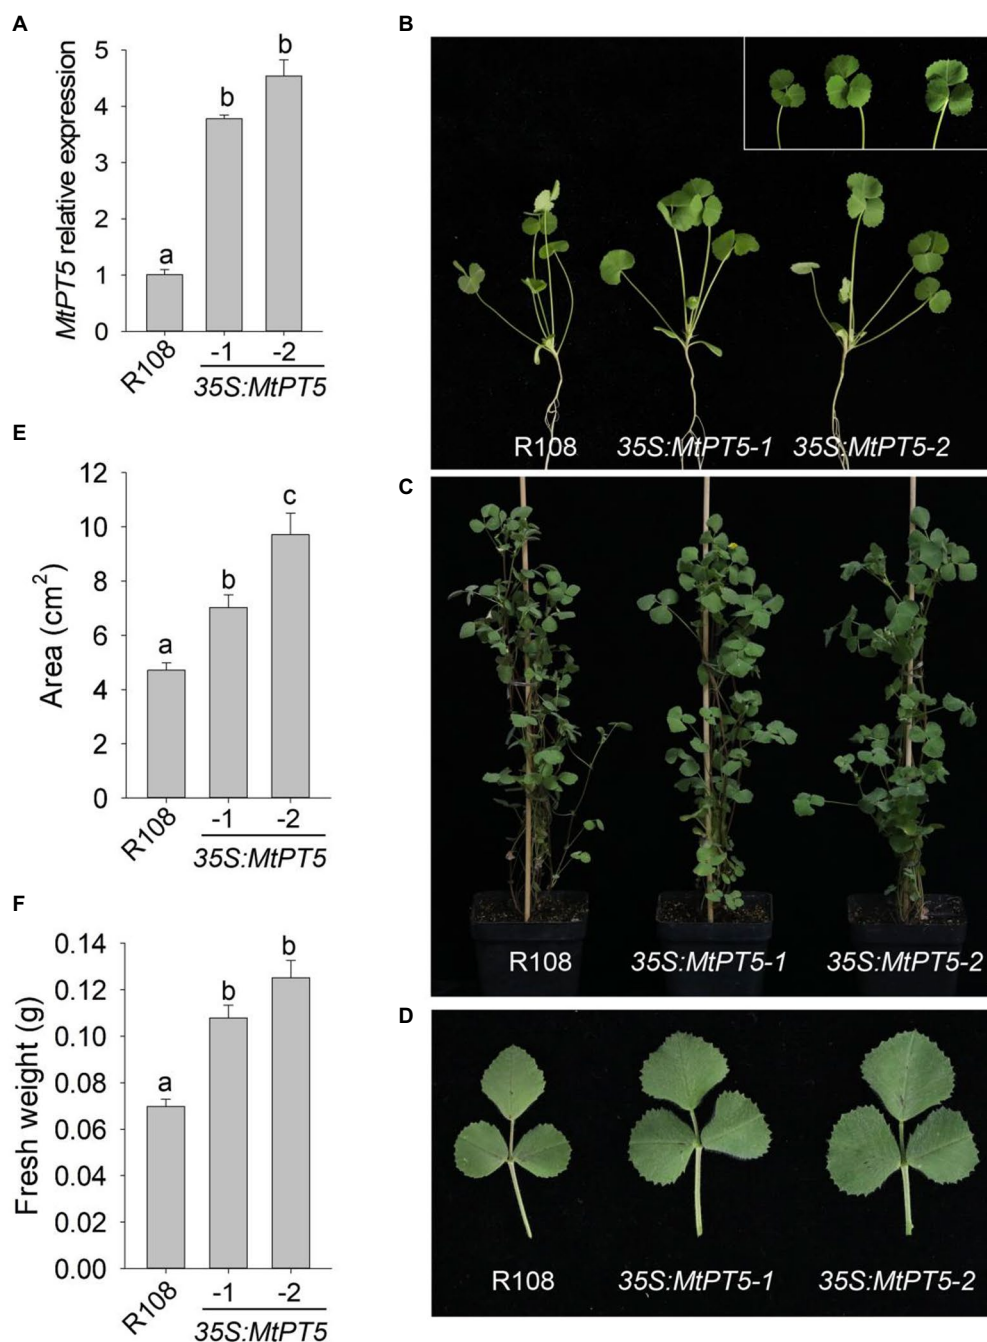 A
MtPT5 relative expression
5
4
3
2
1
0
a
b
b
R108
-1
-2
35S:MtPT5
B
R108
35S:MtPT5-1
35S:MtPT5-2
E
Area (cm²)
12
10
8
6
4
2
0
a
b
c
R108
-1
-2
35S:MtPT5
C
R108
35S:MtPT5-1
35S:MtPT5-2
F
Fresh weight (g)
0.14
0.12
0.10
0.08
0.06
0.04
0.02
0.00
a
b
b
R108
-1
-2
35S:MtPT5
D
R108
35S:MtPT5-1
35S:MtPT5-2